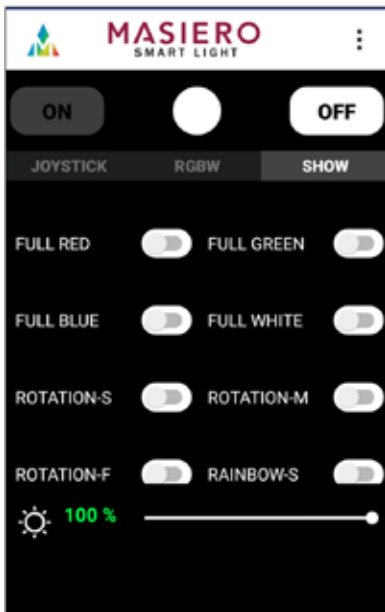 MASIERO
SMART LIGHT
ON OFF
JOYSTICK RGBW SHOW
FULL RED FULL GREEN
FULL BLUE FULL WHITE
ROTATION-S ROTATION-M
ROTATION-F RAINBOW-S
100 %